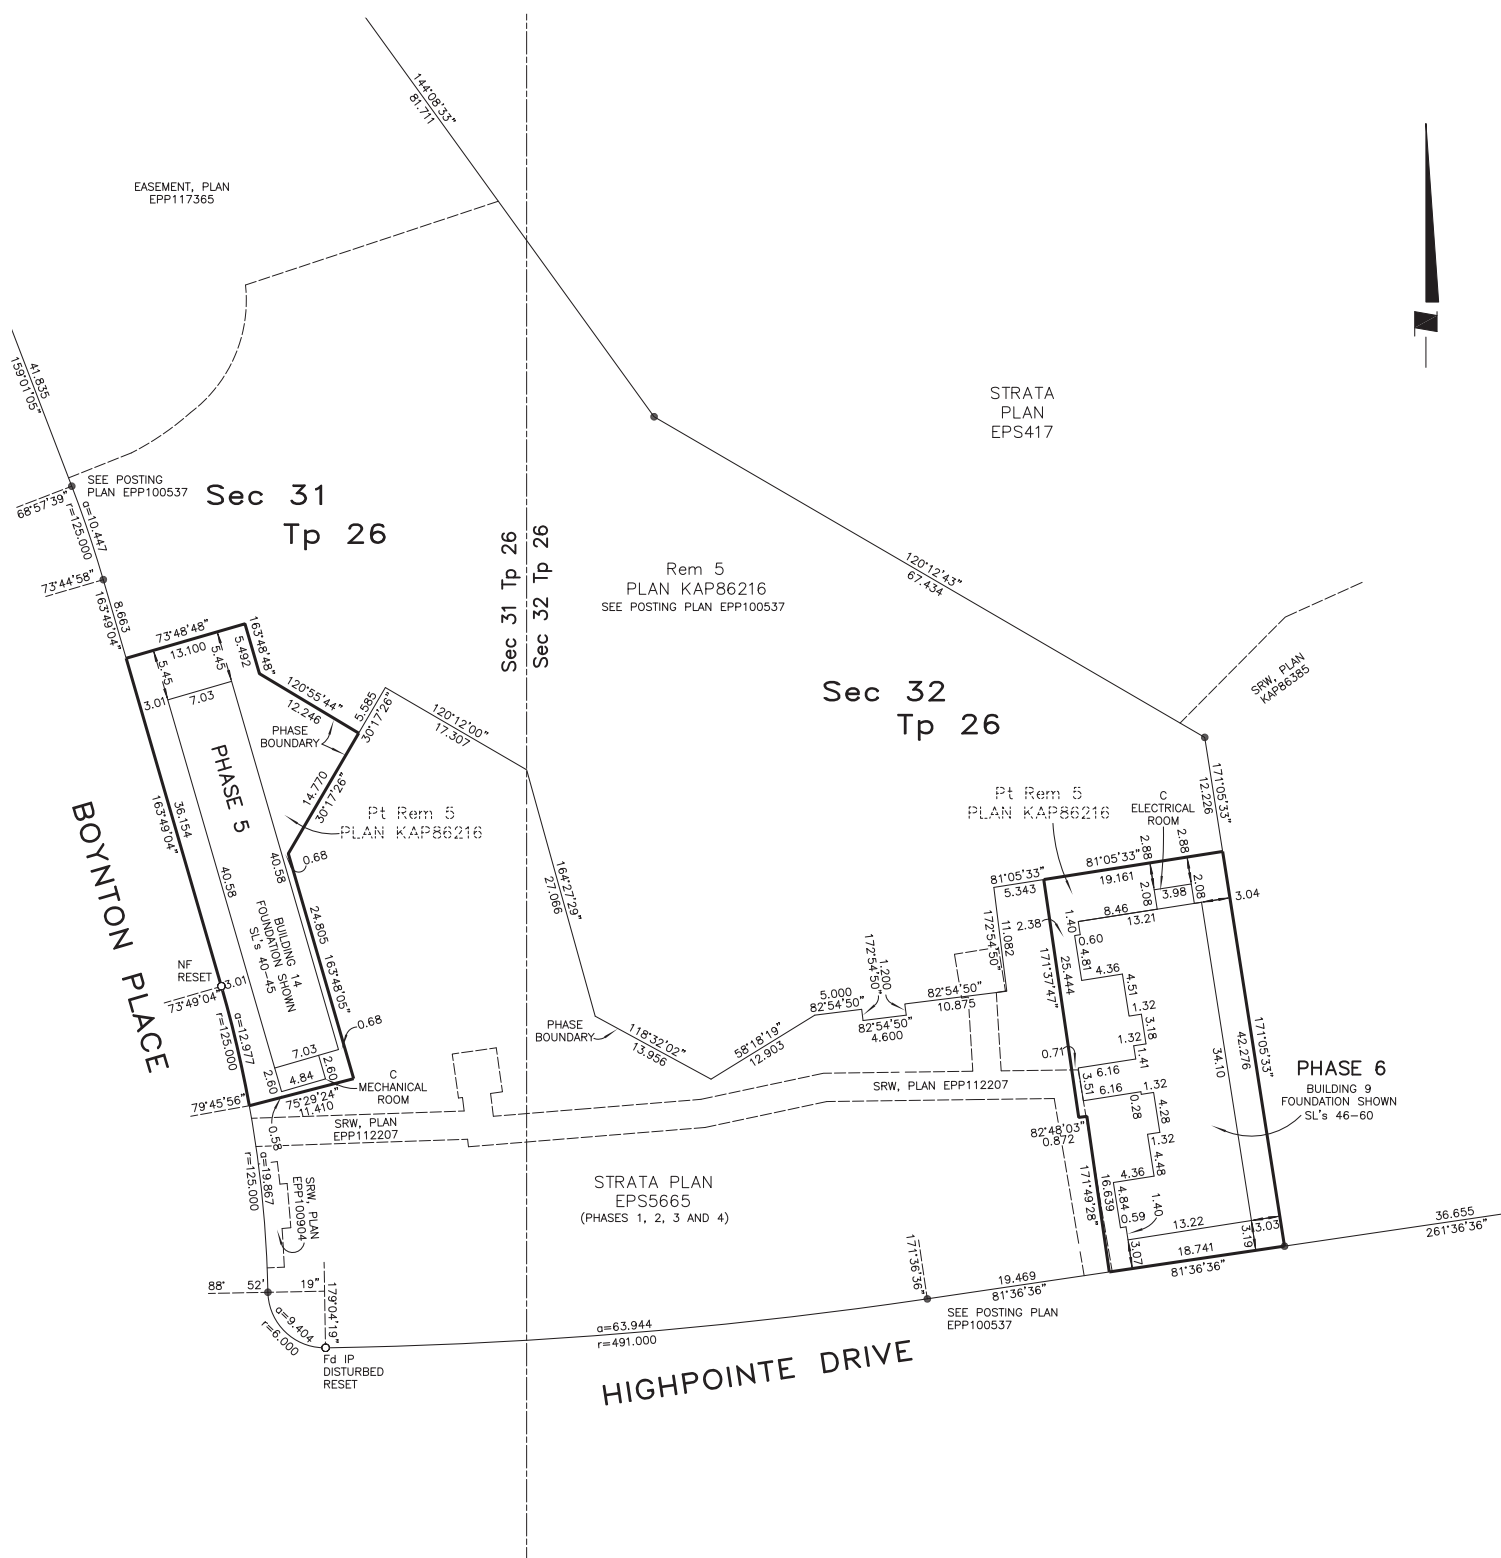 144°08'33"
81.711
EASEMENT, PLAN
EPP117365
N
41.835
159°01'05"
STRATA
PLAN
EPS417
SEE POSTING
PLAN EPP100537
68°57'39"
a=10.447
r=125.000
Sec 31
Tp 26
Sec 31 Tp 26
Sec 32 Tp 26
73°44'58"
8.663
163°49'04"
Rem 5
PLAN KAP86216
SEE POSTING PLAN EPP100537
120°12'43"
67.434
SRW, PLAN
KAP86385
Sec 32
Tp 26
73°48'48"
13.100
163°48'48"
5.492
5.45
5.45
3.01
7.03
120°55'44"
12.246
PHASE
BOUNDARY
5.585
30°17'26"
120°12'00"
17.307
PHASE 5
14.770
30°17'26"
Pt Rem 5
PLAN KAP86216
36.154
163°49'04"
40.58
40.58
0.68
24.805
163°48'05"
BUILDING 14
FOUNDATION SHOWN
SL's 40-45
BOYNTON PLACE
NF
RESET
3.01
73°49'04"
a=12.977
r=125.000
0.68
7.03
2.60
2.60
4.84
C
MECHANICAL
ROOM
79°45'56"
75°29'24"
11.410
0.58
SRW, PLAN
EPP112207
a=19.867
r=125.000
SRW, PLAN
EPP100904
88° 52' 19"
179°04'19"
a=9.404
r=6.000
Fd IP
DISTURBED
RESET
164°27'29"
27.066
PHASE
BOUNDARY
118°32'02"
13.956
58°18'19"
12.903
5.000
82°54'50"
172°54'50"
1.200
82°54'50"
4.600
82°54'50"
10.875
172°54'50"
11.082
81°05'33"
5.343
SRW, PLAN EPP112207
STRATA PLAN
EPS5665
(PHASES 1, 2, 3 AND 4)
a=63.944
r=491.000
HIGHPOINTE DRIVE
171°36'36"
19.469
81°36'36"
SEE POSTING PLAN
EPP100537
171°05'33"
12.226
Pt Rem 5
PLAN KAP86216
C
ELECTRICAL
ROOM
81°05'33"
19.161
2.88
2.88
2.08
2.08
3.98
3.04
8.46
13.21
1.40
2.38
0.60
4.81
4.36
4.51
1.32
3.18
1.32
1.41
171°37'47"
25.444
0.71
6.16
3.51
6.16
1.32
0.28
4.28
1.32
4.48
4.36
82°48'03"
0.872
171°49'28"
16.639
4.84
0.59
1.40
3.07
13.22
3.19
3.03
18.741
81°36'36"
34.10
42.276
171°05'33"
PHASE 6
BUILDING 9
FOUNDATION SHOWN
SL's 46-60
36.655
261°36'36"